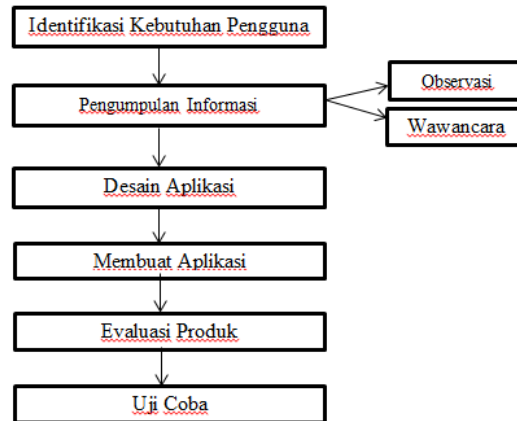 Identifikasi Kebutuhan Pengguna
Pengumpulan Informasi
Observasi
Wawancara
Desain Aplikasi
Membuat Aplikasi
Evaluasi Produk
Uji Coba